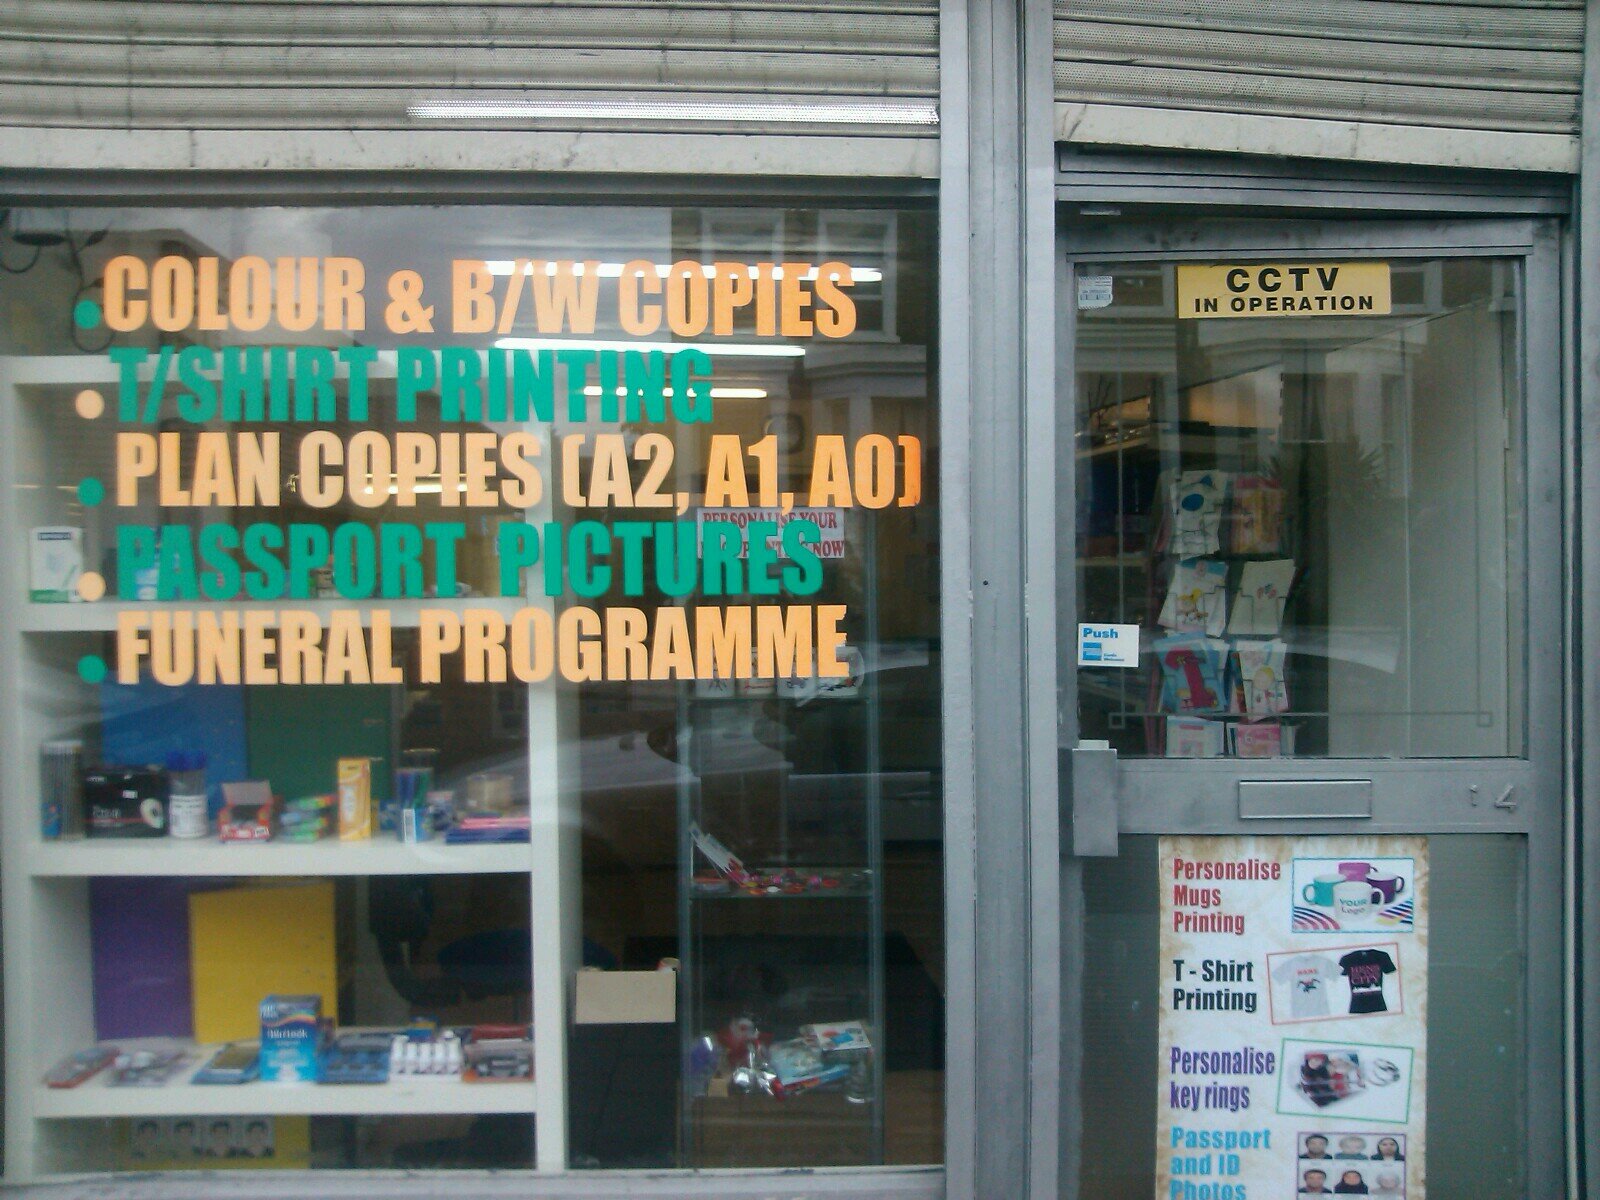 COLOUR & B/W COPIES
T/SHIRT PRINTING
PLAN COPIES (A2, A1, A0)
PASSPORT PICTURES
FUNERAL PROGRAMME
PERSONALISE YOUR
NOW
CCTV
IN OPERATION
Push
14
Personalise
Mugs
Printing
YOUR
Logo
T - Shirt
Printing
Personalise
key rings
Passport
and ID
Photos